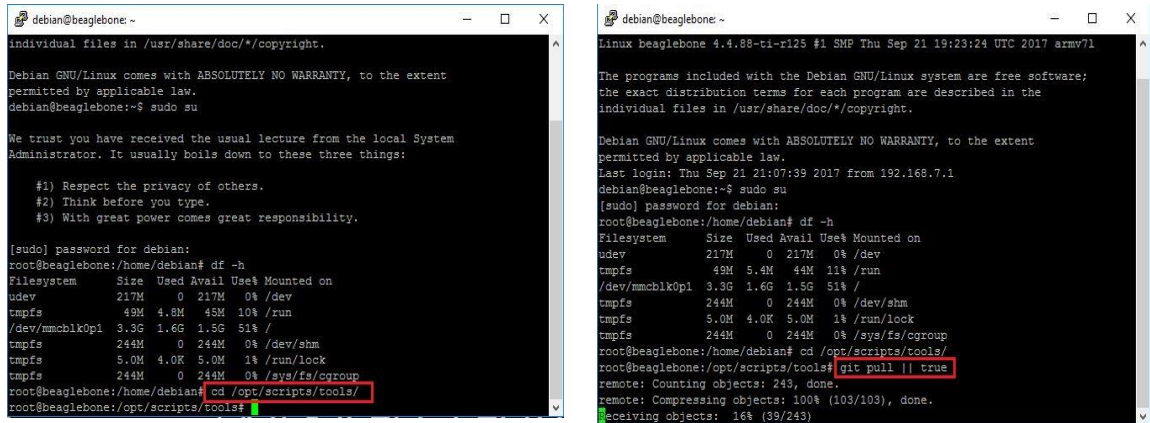 debian@beaglebone: ~
individual files in /usr/share/doc/*/copyright.
Debian GNU/Linux comes with ABSOLUTELY NO WARRANTY, to the extent
permitted by applicable law.
debian@beaglebone:~$ sudo su
We trust you have received the usual lecture from the local System
Administrator. It usually boils down to these three things:
#1) Respect the privacy of others.
#2) Think before you type.
#3) With great power comes great responsibility.
[sudo] password for debian:
root@beaglebone:/home/debian# df -h
Filesystem Size Used Avail Use% Mounted on
udev 217M 0 217M 0% /dev
tmpfs 49M 4.8M 45M 10% /run
/dev/mmcblk0p1 3.3G 1.6G 1.5G 51% /
tmpfs 244M 0 244M 0% /dev/shm
tmpfs 5.0M 4.0K 5.0M 1% /run/lock
tmpfs 244M 0 244M 0% /sys/fs/cgroup
root@beaglebone:/home/debian# cd /opt/scripts/tools/
root@beaglebone:/opt/scripts/tools#
debian@beaglebone: ~
Linux beaglebone 4.4.88-ti-r125 #1 SMP Thu Sep 21 19:23:24 UTC 2017 armv7l
The programs included with the Debian GNU/Linux system are free software;
the exact distribution terms for each program are described in the
individual files in /usr/share/doc/*/copyright.
Debian GNU/Linux comes with ABSOLUTELY NO WARRANTY, to the extent
permitted by applicable law.
Last login: Thu Sep 21 21:07:39 2017 from 192.168.7.1
debian@beaglebone:~$ sudo su
[sudo] password for debian:
root@beaglebone:/home/debian# df -h
Filesystem Size Used Avail Use% Mounted on
udev 217M 0 217M 0% /dev
tmpfs 49M 5.4M 44M 11% /run
/dev/mmcblk0p1 3.3G 1.6G 1.5G 51% /
tmpfs 244M 0 244M 0% /dev/shm
tmpfs 5.0M 4.0K 5.0M 1% /run/lock
tmpfs 244M 0 244M 0% /sys/fs/cgroup
root@beaglebone:/home/debian# cd /opt/scripts/tools/
root@beaglebone:/opt/scripts/tools# git pull || true
remote: Counting objects: 243, done.
remote: Compressing objects: 100% (103/103), done.
Receiving objects: 16% (39/243)